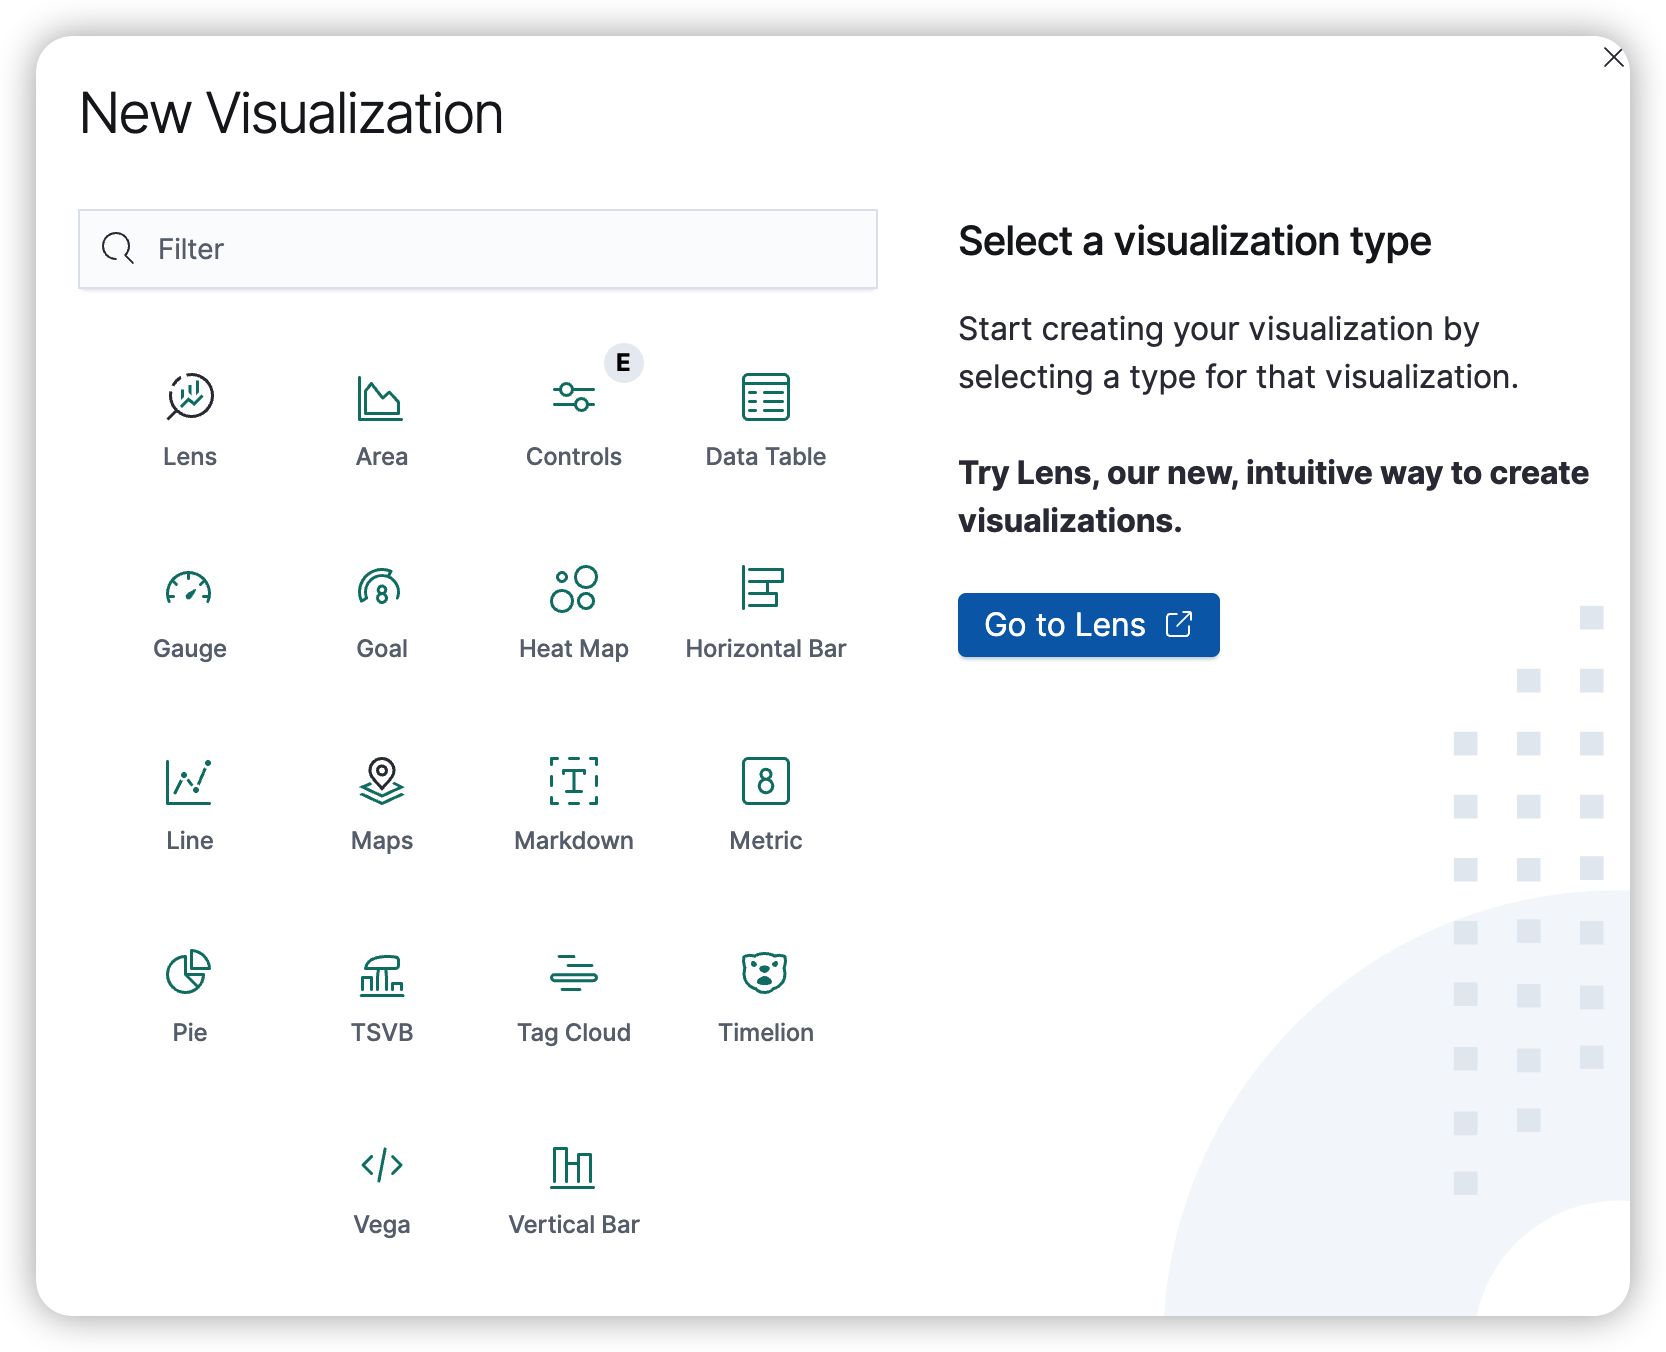 New Visualization
Filter
Select a visualization type
Start creating your visualization by
selecting a type for that visualization.
Try Lens, our new, intuitive way to create
visualizations.
Go to Lens
E
Lens
Area
Controls
Data Table
Gauge
Goal
8
Heat Map
Horizontal Bar
Line
Maps
T
Markdown
8
Metric
Pie
TSVB
Tag Cloud
Timelion
</>
Vega
Vertical Bar